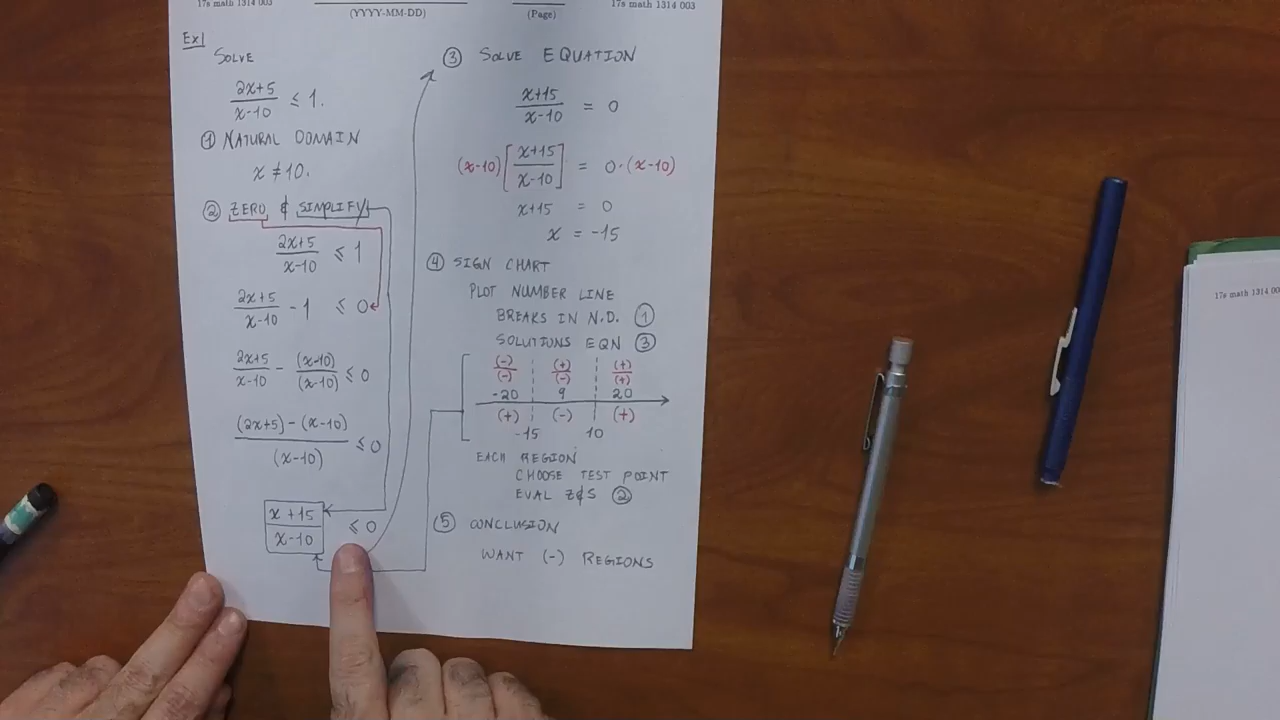 17s math 1314 003
(YYYY-MM-DD)
(Page)
17s math 1314 003
Ex1
SOLVE
2x+5
x-10
≤ 1.
① NATURAL DOMAIN
x ≠ 10.
② ZERO & SIMPLIFY
2x+5
x-10
≤ 1
2x+5
x-10
- 1 ≤ 0
2x+5
x-10
-
(x-10)
(x-10)
≤ 0
(2x+5) - (x-10)
(x-10)
≤ 0
x + 15
x - 10
≤ 0
③ SOLVE EQUATION
x+15
x-10
= 0
(x-10)
[
x+15
x-10
]
= 0·(x-10)
x+15 = 0
x = -15
④ SIGN CHART
PLOT NUMBER LINE
BREAKS IN N.D. ①
SOLUTIONS EQN ③
(-) (+) (+)
(-) (-) (+)
-20 9 20
(+) (-) (+)
-15 10
EACH REGION
CHOOSE TEST POINT
EVAL Z&S ②
⑤ CONCLUSION
WANT (-) REGIONS
17s math 1314 00